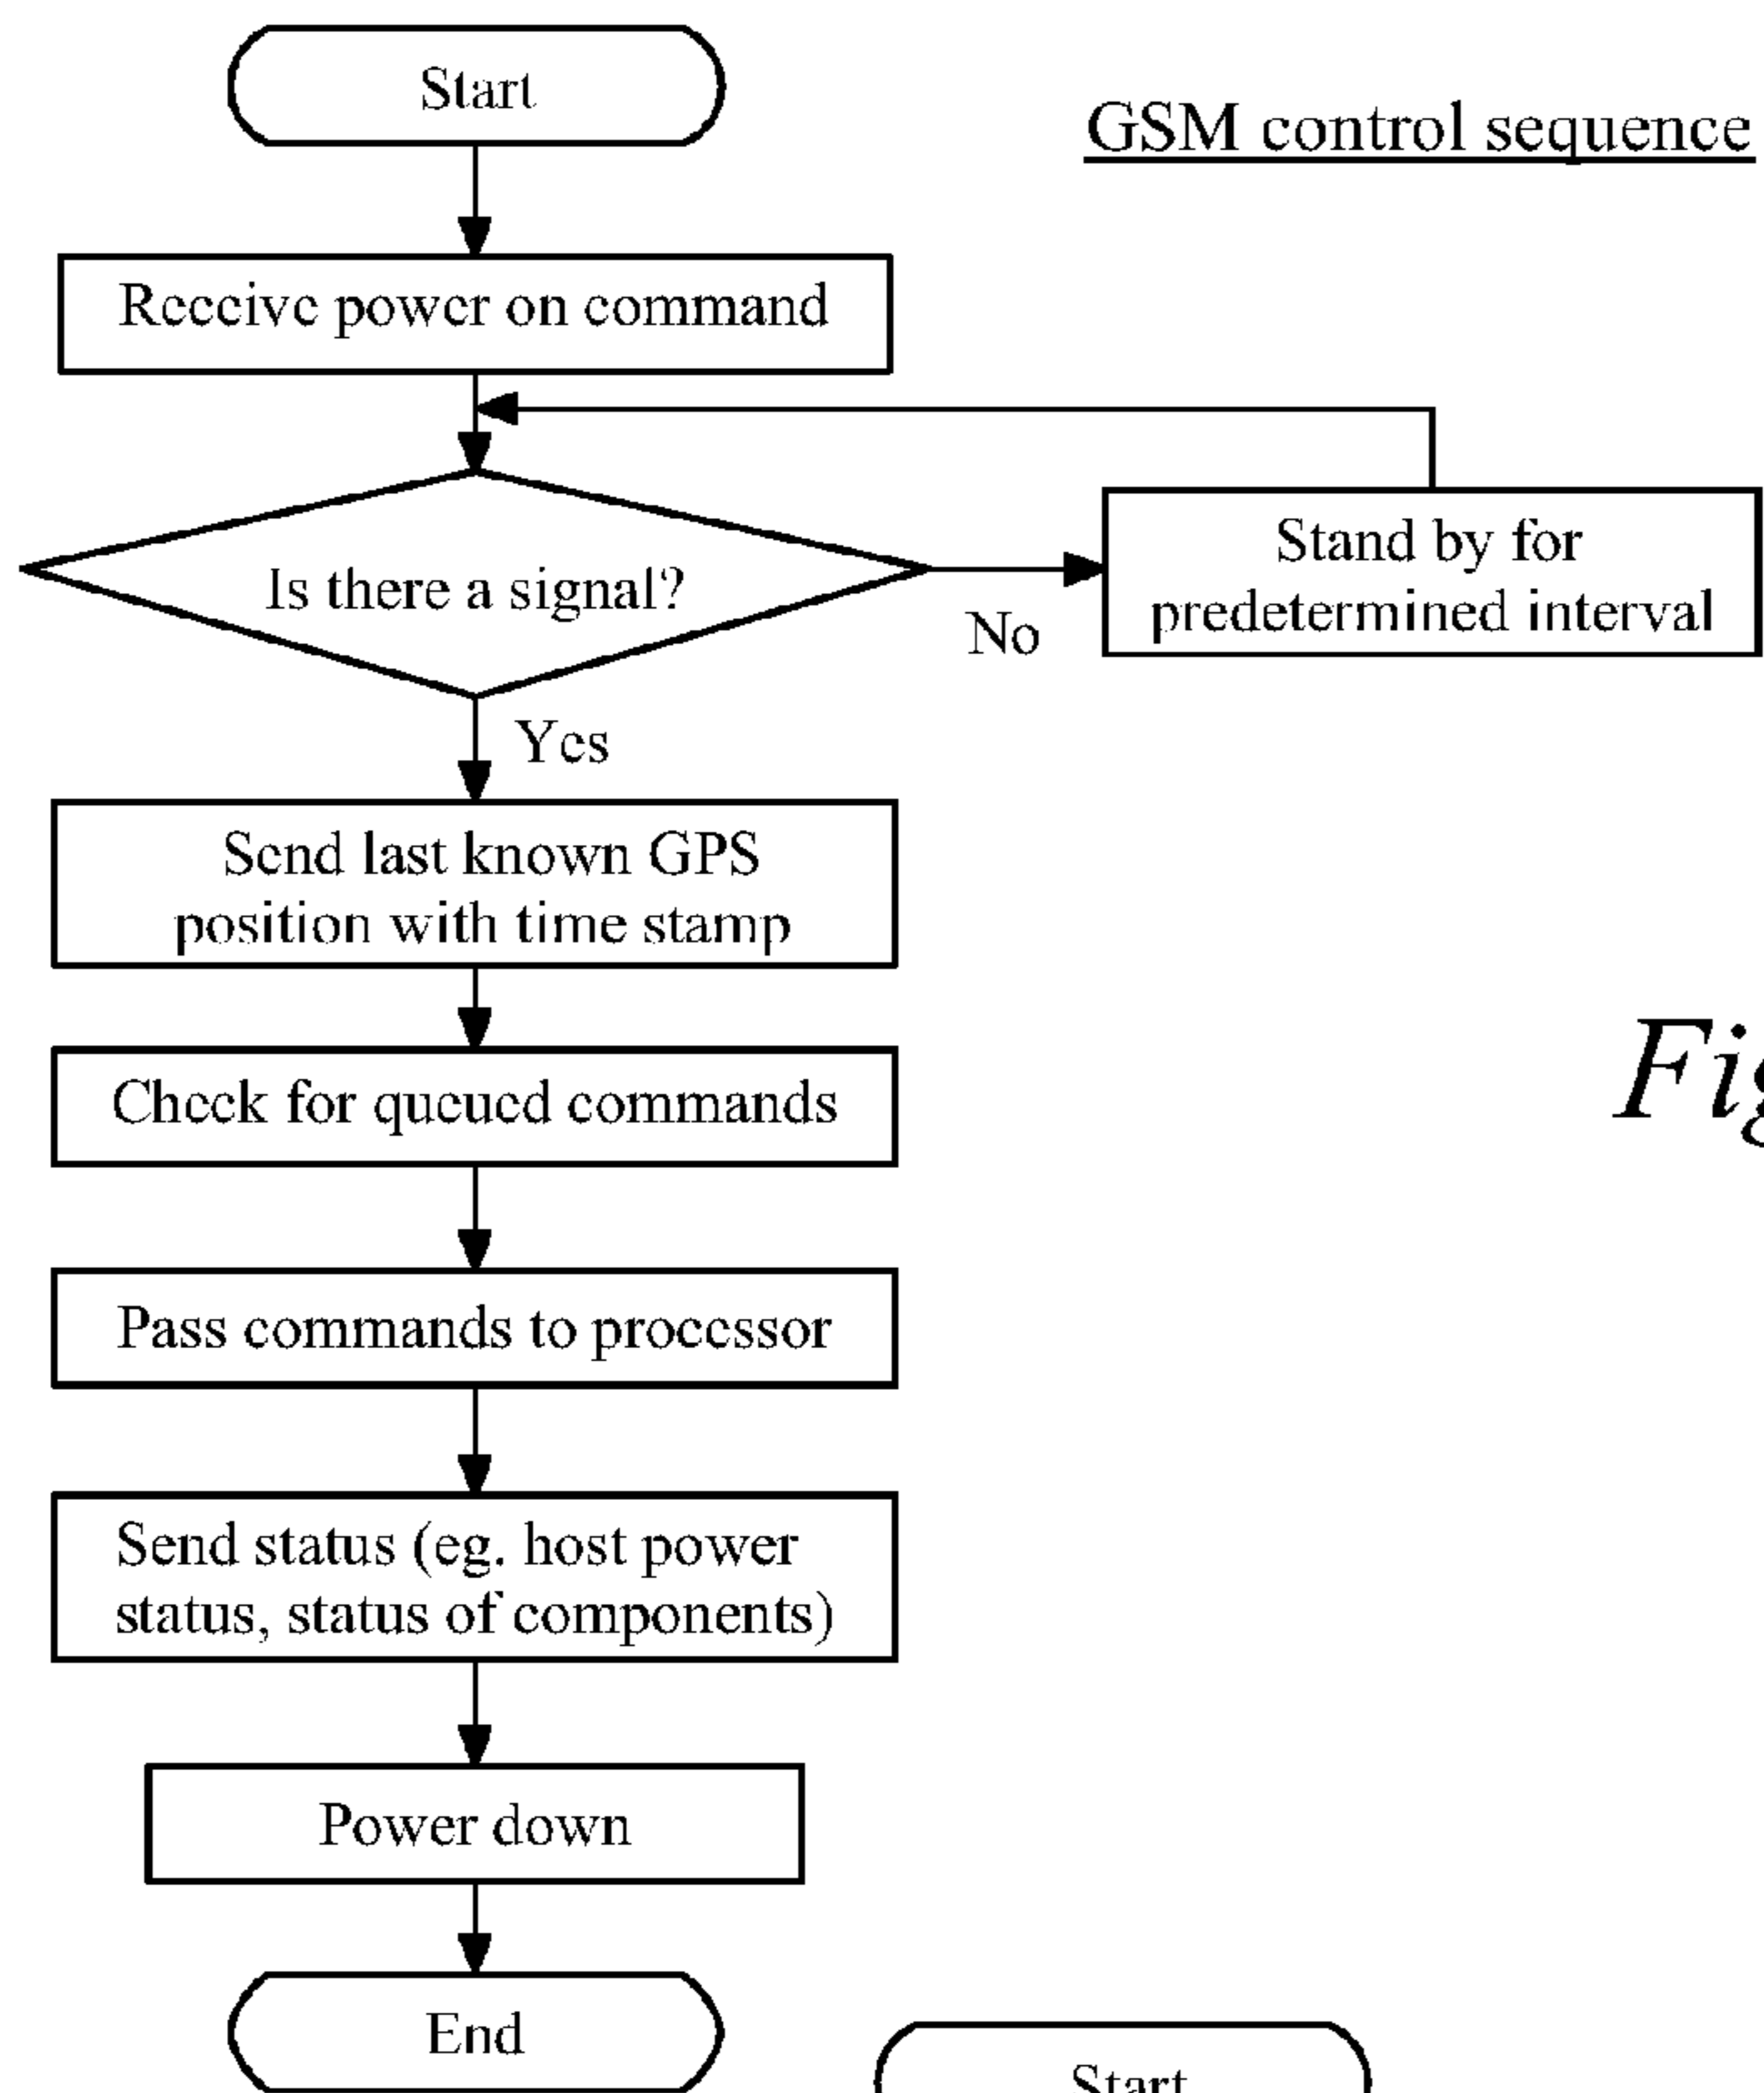 Start
GSM control sequence
Receive power on command
Is there a signal?
No
Stand by for
predetermined interval
Yes
Send last known GPS
position with time stamp
Check for queued commands
Pass commands to processor
Send status (eg. host power
status, status of components)
Power down
End
Start